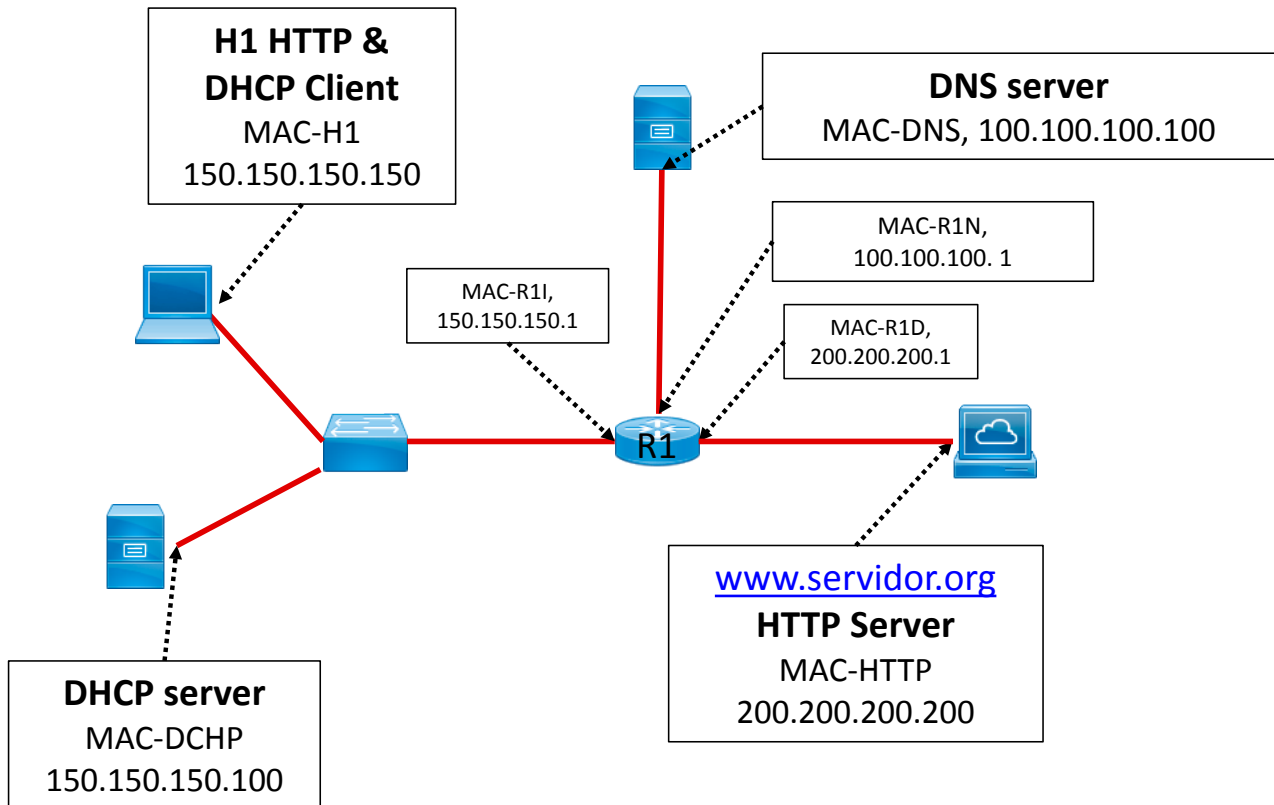 H1 HTTP &
DHCP Client
MAC-H1
150.150.150.150
DNS server
MAC-DNS, 100.100.100.100
MAC-R1N,
100.100.100. 1
MAC-R1I,
150.150.150.1
MAC-R1D,
200.200.200.1
R1
www.servidor.org
HTTP Server
MAC-HTTP
200.200.200.200
DHCP server
MAC-DCHP
150.150.150.100